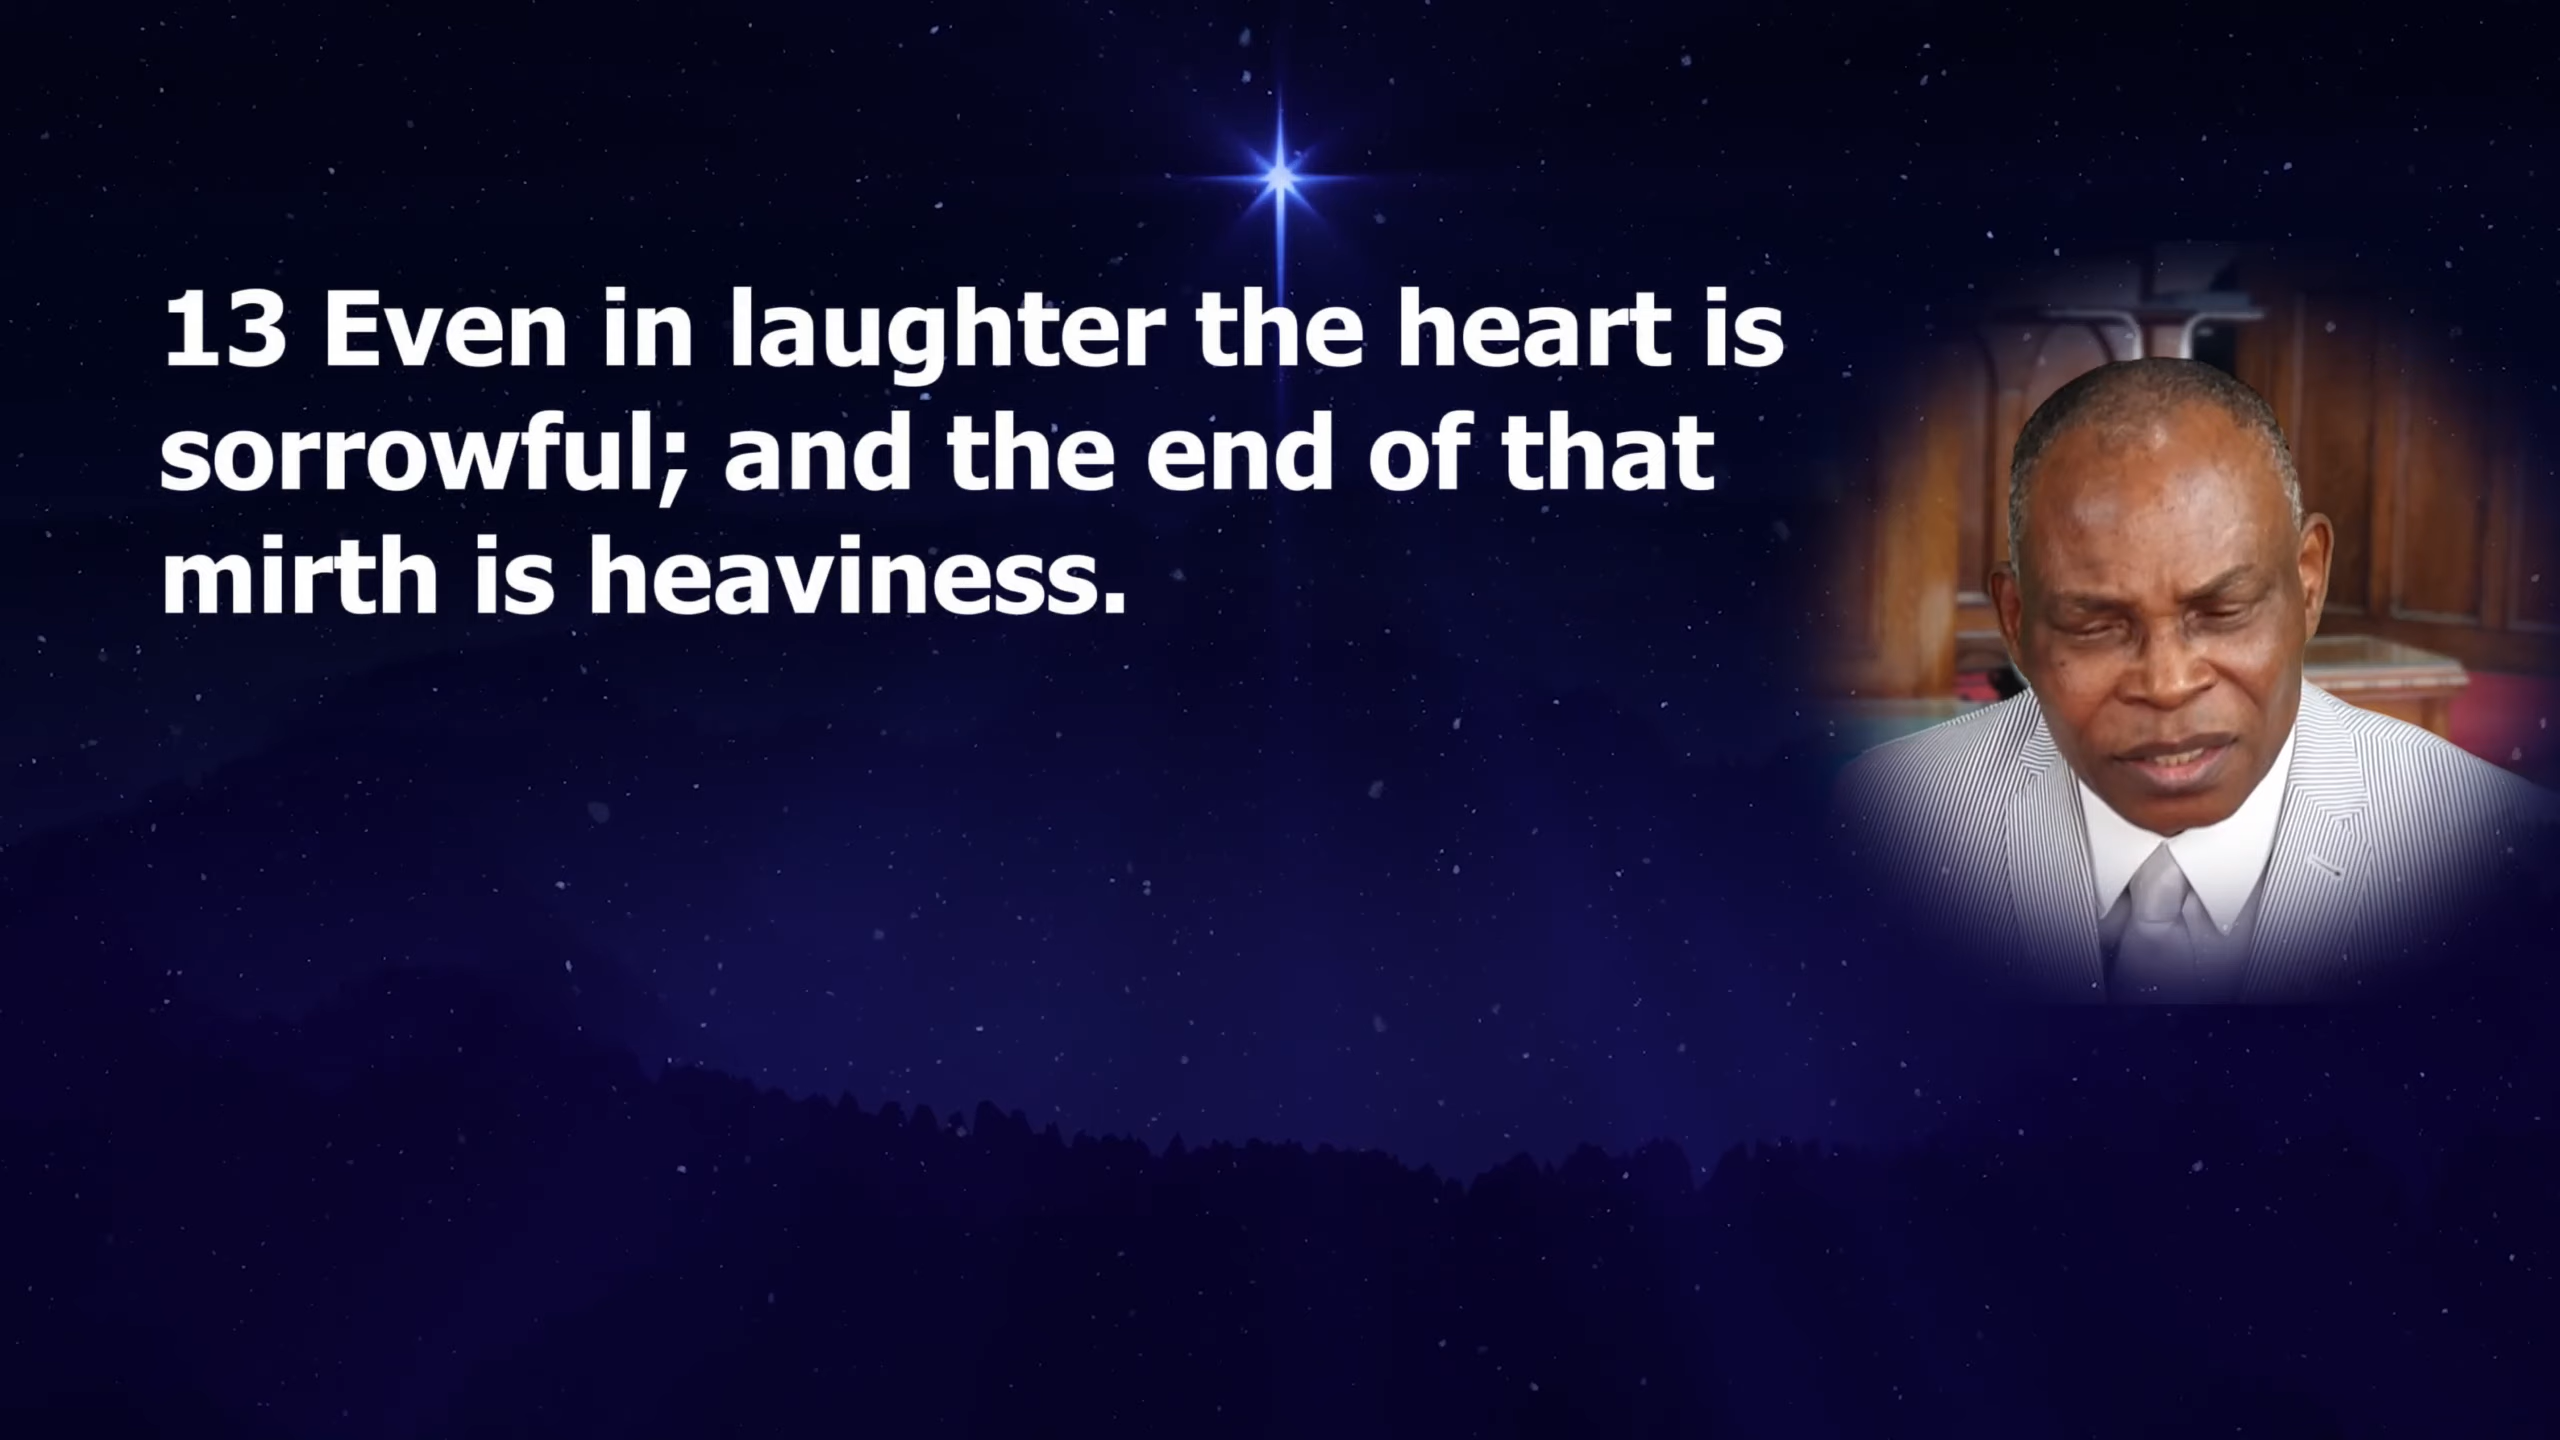 13 Even in laughter the heart is
sorrowful; and the end of that
mirth is heaviness.